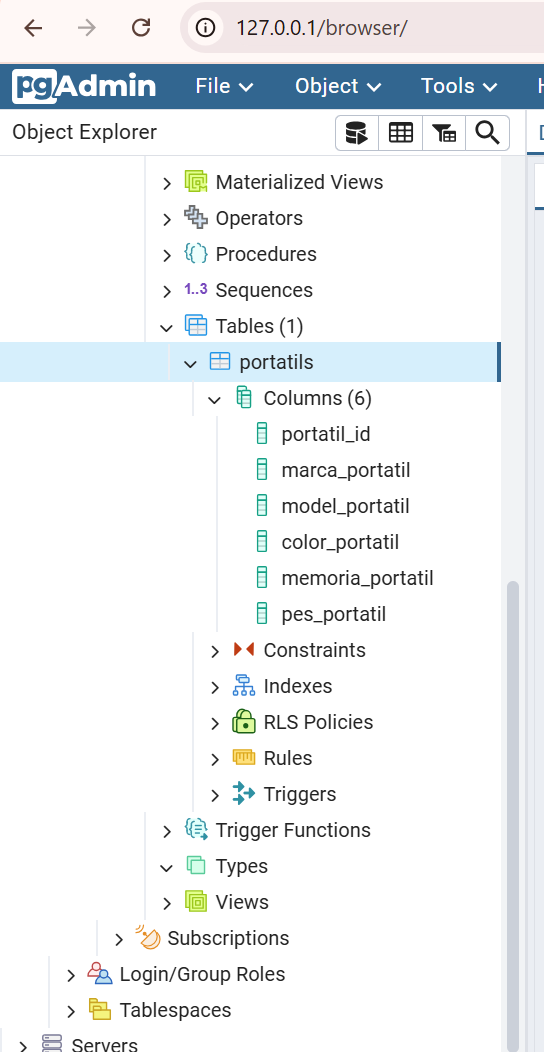 127.0.0.1/browser/
pgAdmin File Object Tools
Object Explorer
Materialized Views
Operators
Procedures
1..3 Sequences
Tables (1)
portatils
Columns (6)
portatil_id
marca_portatil
model_portatil
color_portatil
memoria_portatil
pes_portatil
Constraints
Indexes
RLS Policies
Rules
Triggers
Trigger Functions
Types
Views
Subscriptions
Login/Group Roles
Tablespaces
Servers